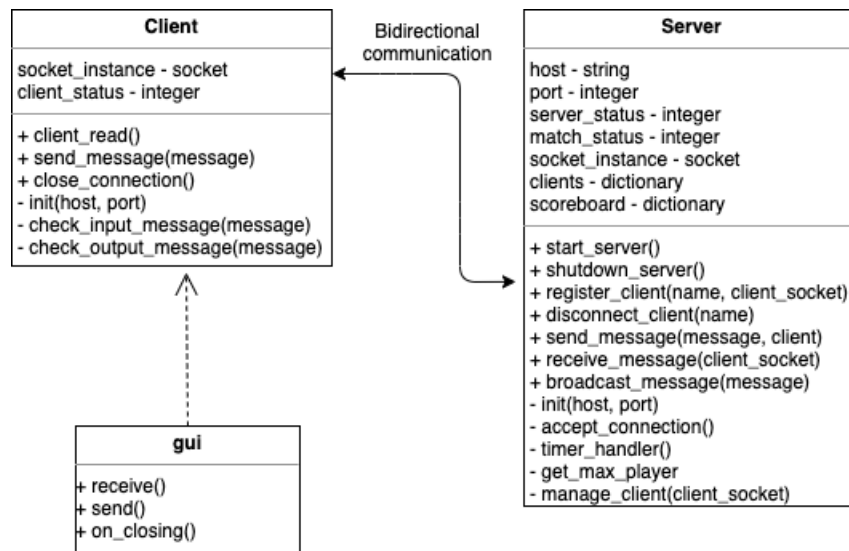 Client
socket_instance - socket
client_status - integer
+ client_read()
+ send_message(message)
+ close_connection()
- init(host, port)
- check_input_message(message)
- check_output_message(message)
Bidirectional
communication
Server
host - string
port - integer
server_status - integer
match_status - integer
socket_instance - socket
clients - dictionary
scoreboard - dictionary
+ start_server()
+ shutdown_server()
+ register_client(name, client_socket)
+ disconnect_client(name)
+ send_message(message, client)
+ receive_message(client_socket)
+ broadcast_message(message)
- init(host, port)
- accept_connection()
- timer_handler()
- get_max_player
- manage_client(client_socket)
gui
+ receive()
+ send()
+ on_closing()